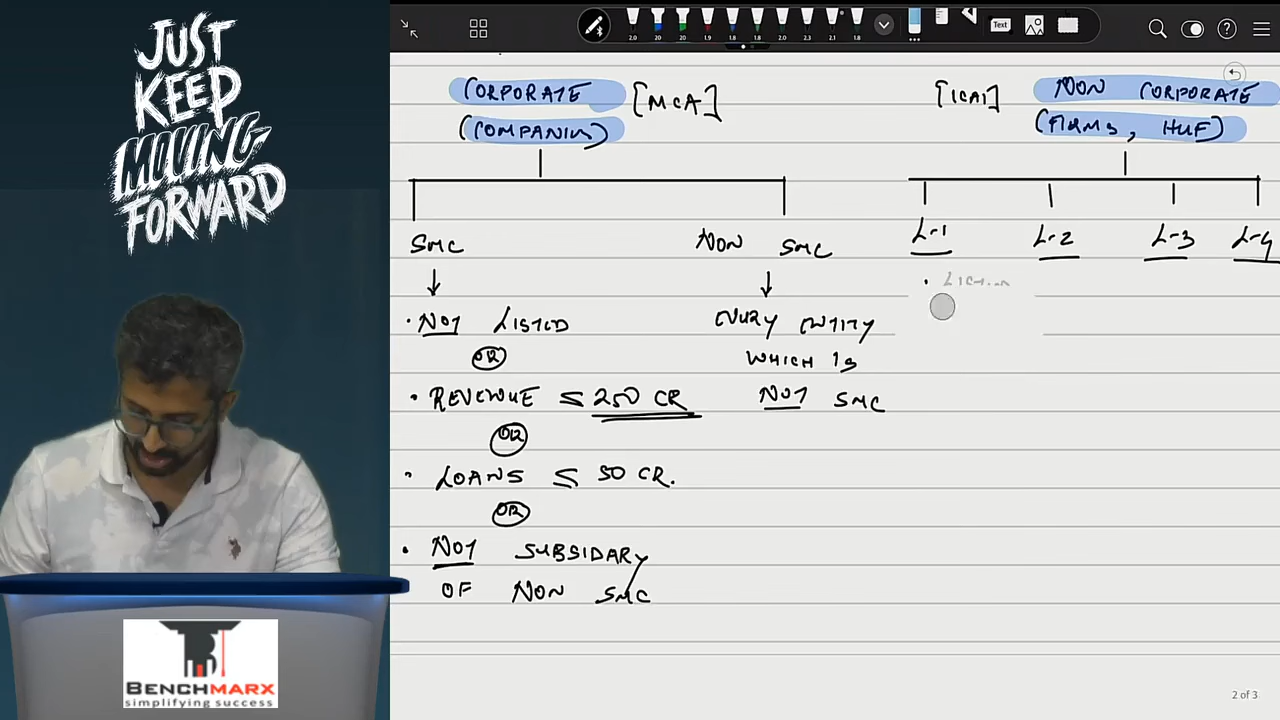 JUST
KEEP
MOVING
FORWARD
BENCHMARX
simplifying success
Text
CORPORATE [MCA]
(COMPANIES)
SMC
NON SMC
• NOT LISTED
OR
• REVENUE ≤ 250 CR
OR
• LOANS ≤ 50 CR.
OR
• NOT SUBSIDARY
OF NON SMC
EVERY ENTITY
WHICH IS
NOT SMC
[ICAI] NON CORPORATE
(FIRMS, HUF)
L-1 L-2 L-3 L-4
2 of 3